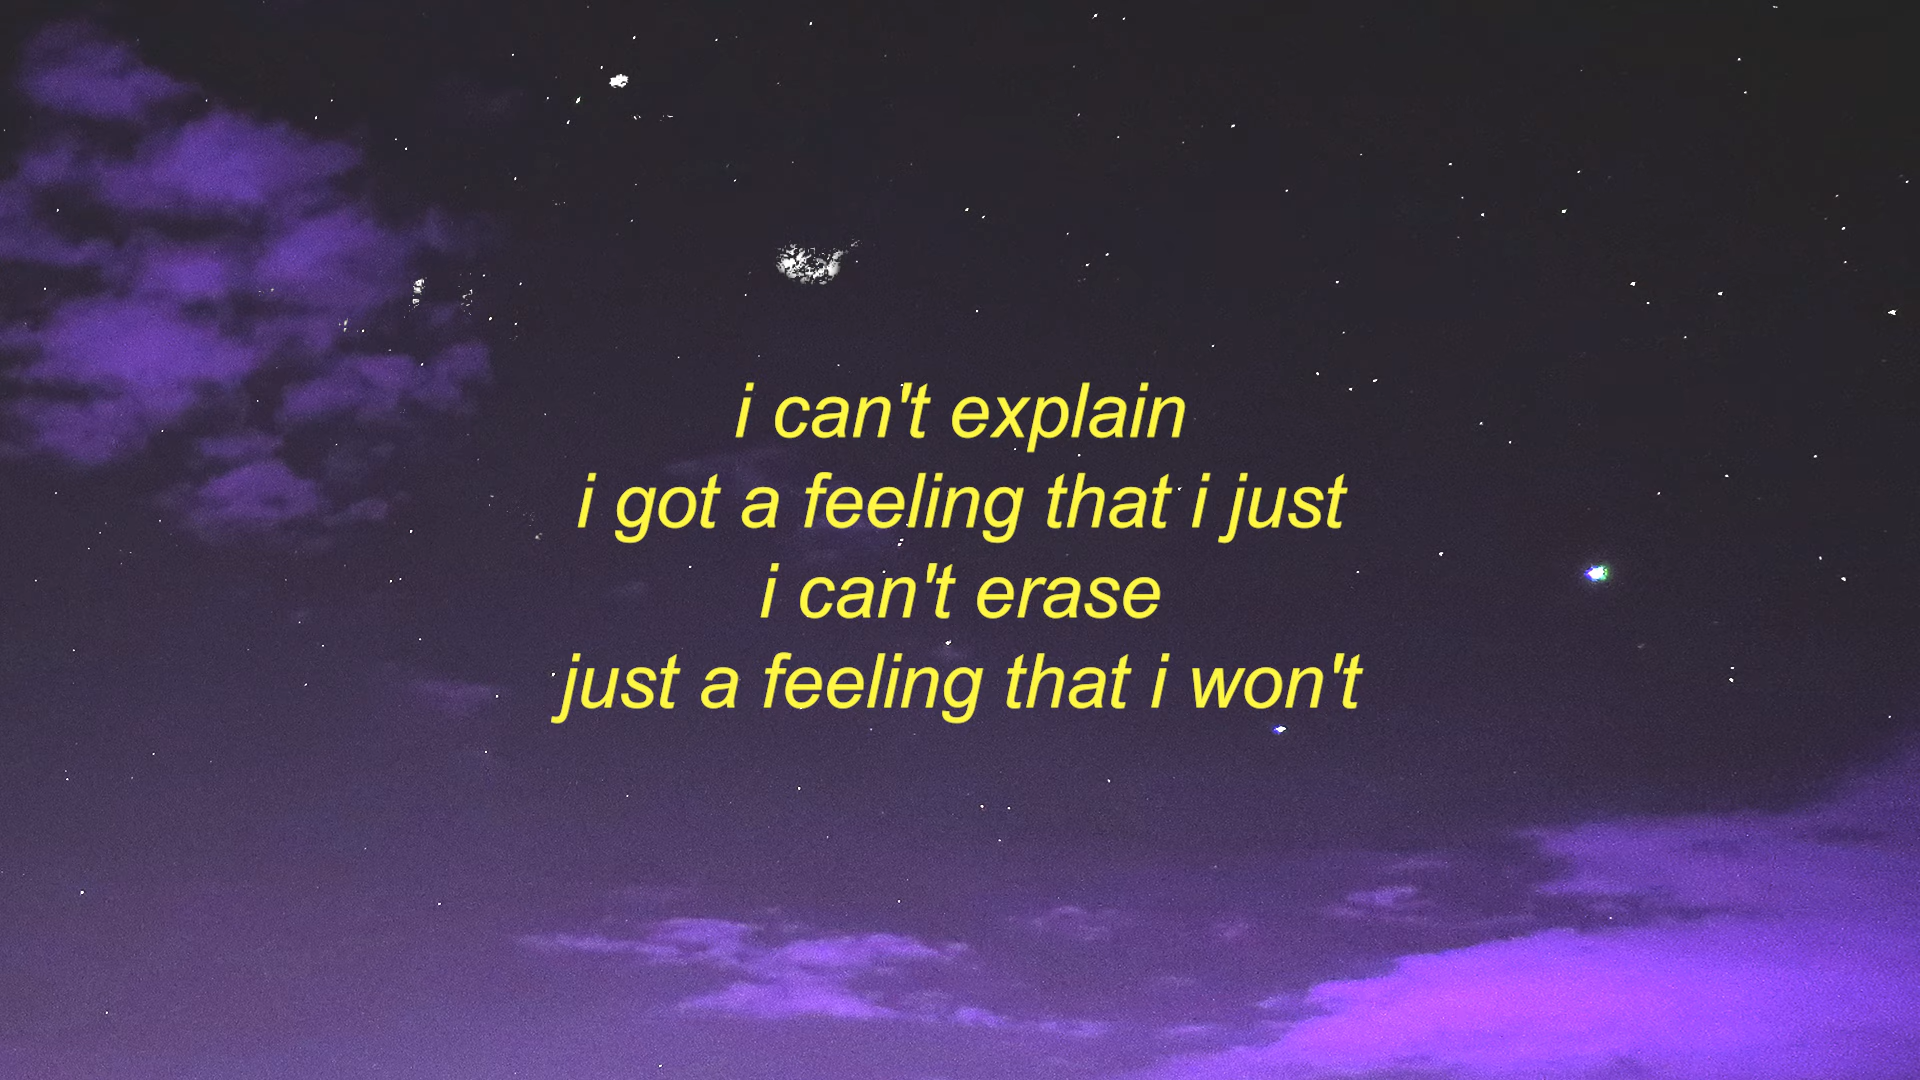 i can't explain
i got a feeling that i just
i can't erase
just a feeling that i won't